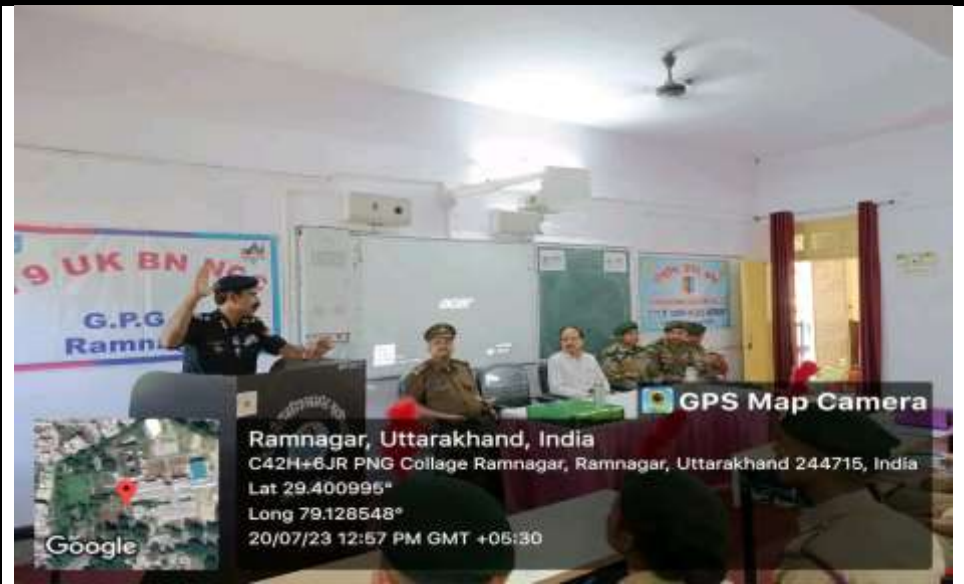 9 UK BN NCC
G.P.G
Ramn
acer
GPS Map Camera
Ramnagar, Uttarakhand, India
C42H+6JR PNG Collage Ramnagar, Ramnagar, Uttarakhand 244715, India
Lat 29.400995°
Long 79.128548°
20/07/23 12:57 PM GMT +05:30
Google